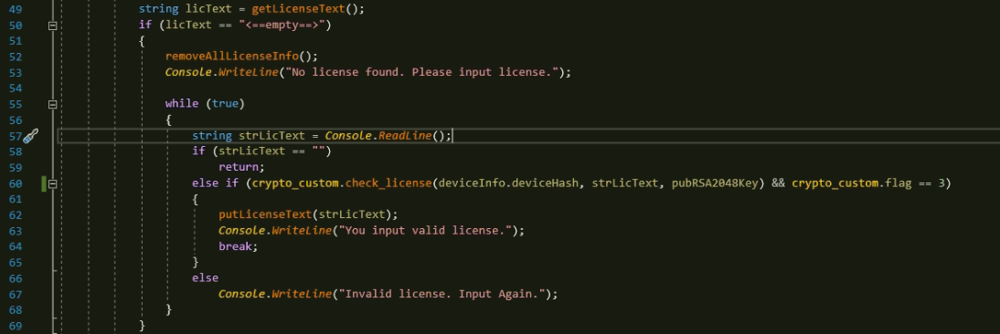 49 string licText = getLicenseText();
50 if (licText == "<==empty==>")
51 {
52 removeAllLicenseInfo();
53 Console.WriteLine("No license found. Please input license.");
54
55 while (true)
56 {
57 string strLicText = Console.ReadLine();
58 if (strLicText == "")
59 return;
60 else if (crypto_custom.check_license(deviceInfo.deviceHash, strLicText, pubRSA2048Key) && crypto_custom.flag == 3)
61 {
62 putLicenseText(strLicText);
63 Console.WriteLine("You input valid license.");
64 break;
65 }
66 else
67 Console.WriteLine("Invalid license. Input Again.");
68 }
69 }